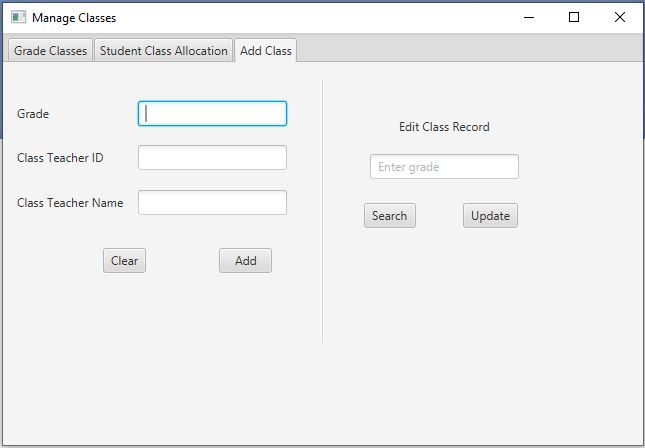 Manage Classes
Grade Classes Student Class Allocation Add Class
Grade
Class Teacher ID
Class Teacher Name
Clear Add
Edit Class Record
Enter grade
Search Update